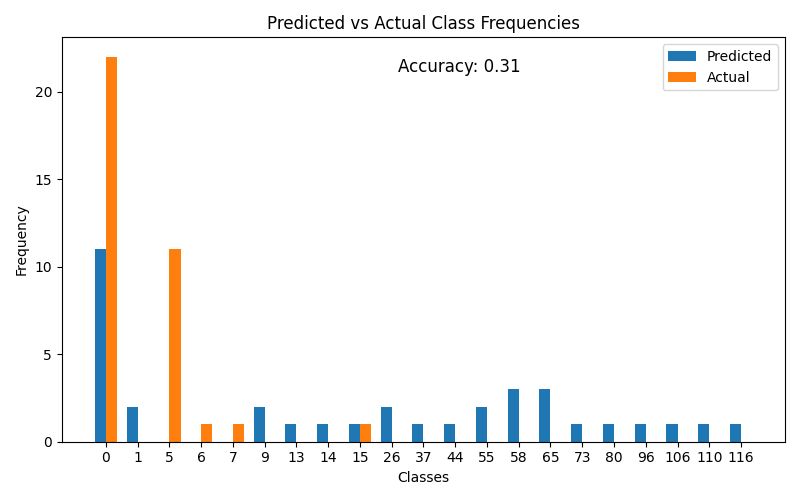 Predicted vs Actual Class Frequencies
Accuracy: 0.31
Predicted
Actual
Frequency
20
15
10
5
0
0 1 5 6 7 9 13 14 15 26 37 44 55 58 65 73 80 96 106 110 116
Classes